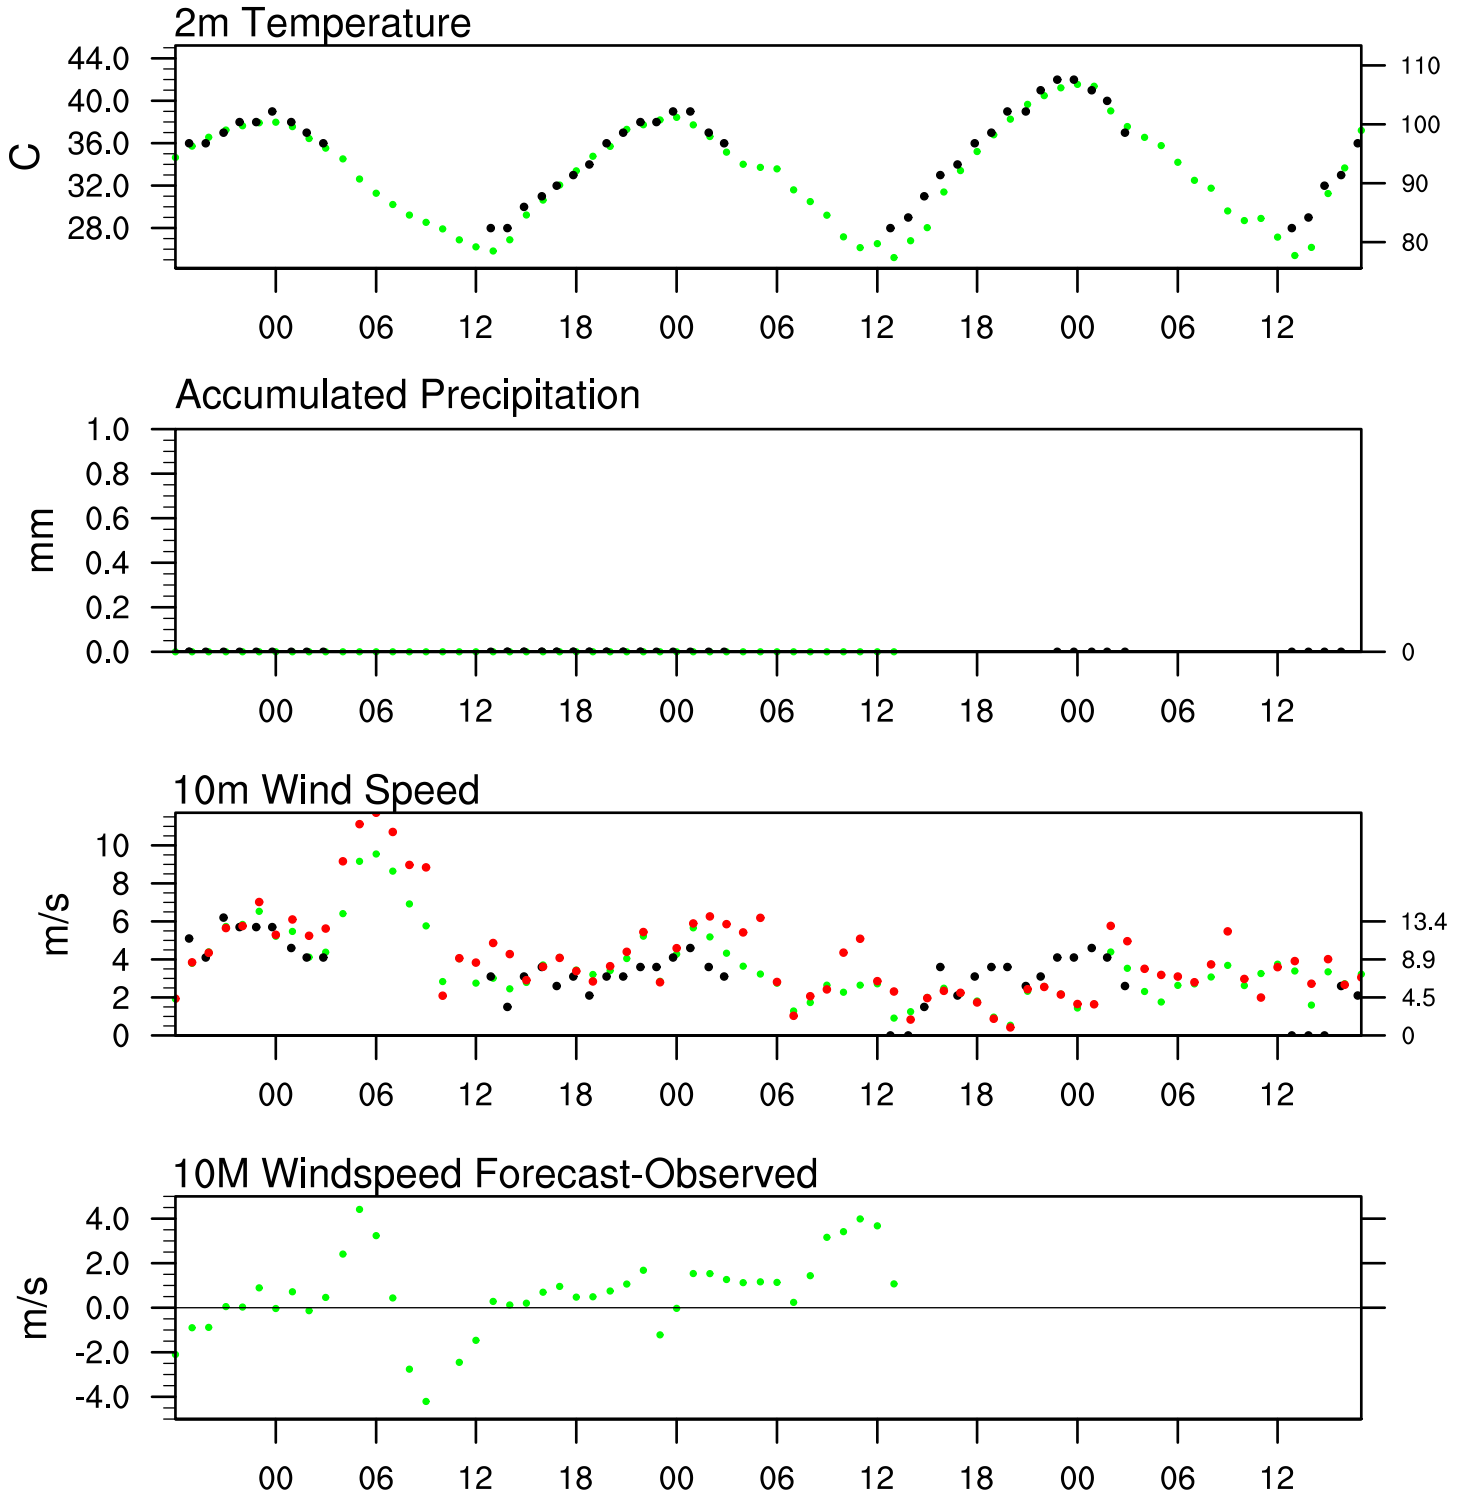 2m Temperature
44.0 110
40.0 100
C 36.0
32.0 90
28.0 80
00 06 12 18 00 06 12 18 00 06 12
Accumulated Precipitation
1.0
0.8
mm 0.6
0.4
0.2
0.0 0
00 06 12 18 00 06 12 18 00 06 12
10m Wind Speed
10
8
m/s 6 13.4
4 8.9
2 4.5
0 0
00 06 12 18 00 06 12 18 00 06 12
10M Windspeed Forecast-Observed
4.0
2.0
m/s 0.0
-2.0
-4.0
00 06 12 18 00 06 12 18 00 06 12